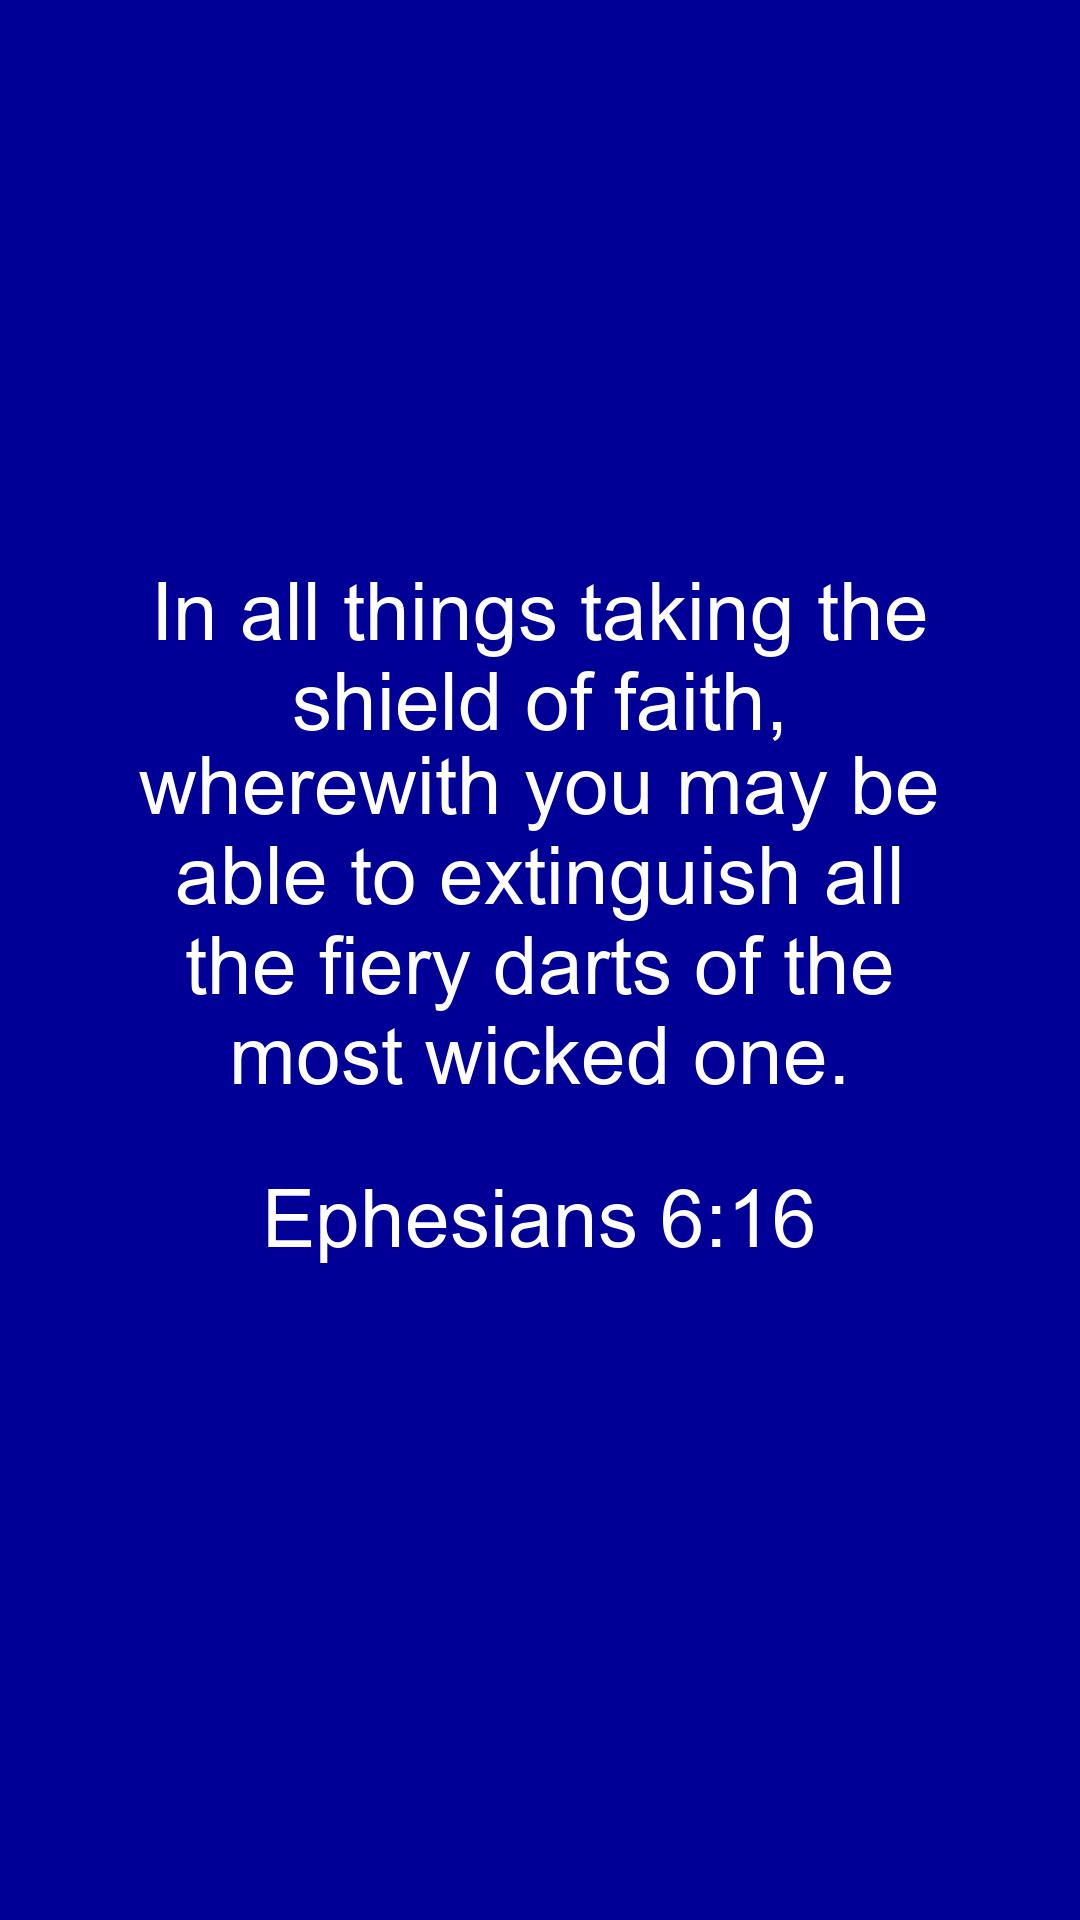 In all things taking the
shield of faith,
wherewith you may be
able to extinguish all
the fiery darts of the
most wicked one.
Ephesians 6:16